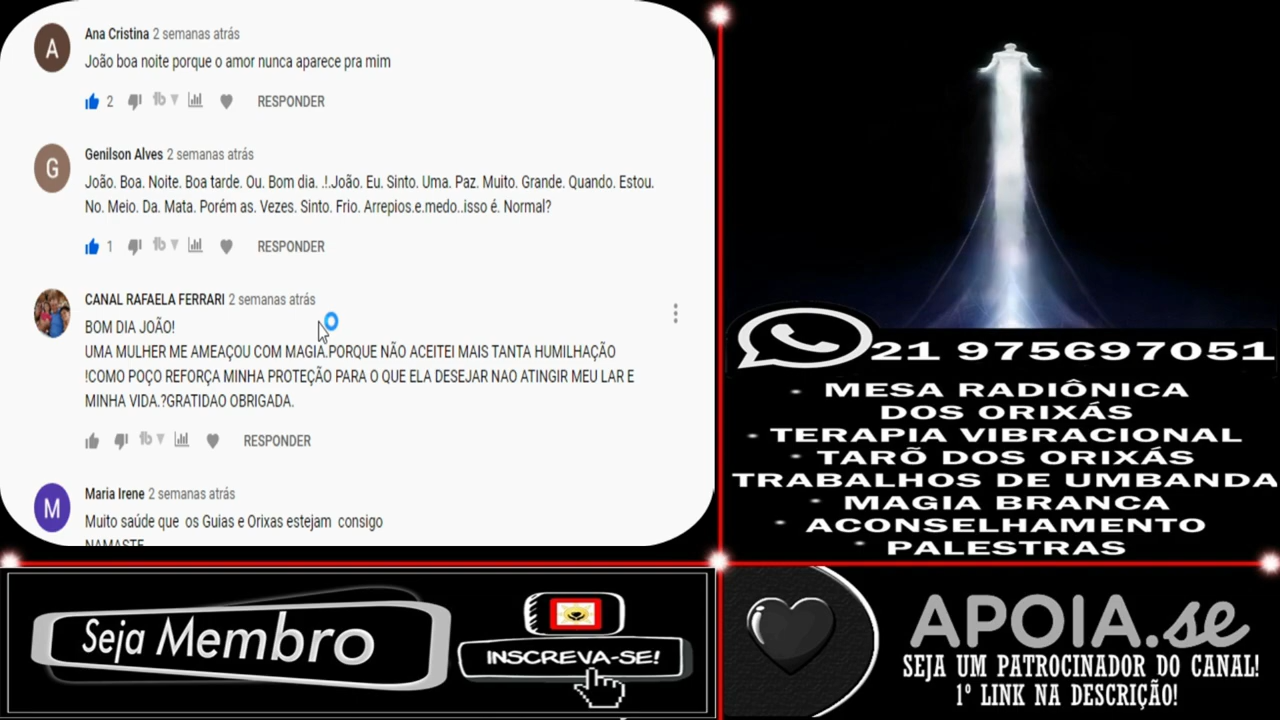 A
Ana Cristina 2 semanas atrás
João boa noite porque o amor nunca aparece pra mim
2 RESPONDER
G
Genilson Alves 2 semanas atrás
João. Boa. Noite. Boa tarde. Ou. Bom dia. .!.João. Eu. Sinto. Uma. Paz. Muito. Grande. Quando. Estou.
No. Meio. Da. Mata. Porém as. Vezes. Sinto. Frio. Arrepios.e.medo..isso é. Normal?
1 RESPONDER
CANAL RAFAELA FERRARI 2 semanas atrás
BOM DIA JOÃO!
UMA MULHER ME AMEAÇOU COM MAGIA.PORQUE NÃO ACEITEI MAIS TANTA HUMILHAÇÃO
!COMO POÇO REFORÇA MINHA PROTEÇÃO PARA O QUE ELA DESEJAR NAO ATINGIR MEU LAR E
MINHA VIDA.?GRATIDAO OBRIGADA.
RESPONDER
M
Maria Irene 2 semanas atrás
Muito saúde que os Guias e Orixas estejam consigo
NAMASTE
21 975697051
• MESA RADIÔNICA
DOS ORIXÁS
• TERAPIA VIBRACIONAL
• TARÕ DOS ORIXÁS
TRABALHOS DE UMBANDA
• MAGIA BRANCA
• ACONSELHAMENTO
• PALESTRAS
Seja Membro
INSCREVA-SE!
APOIA.se
SEJA UM PATROCINADOR DO CANAL!
1º LINK NA DESCRIÇÃO!